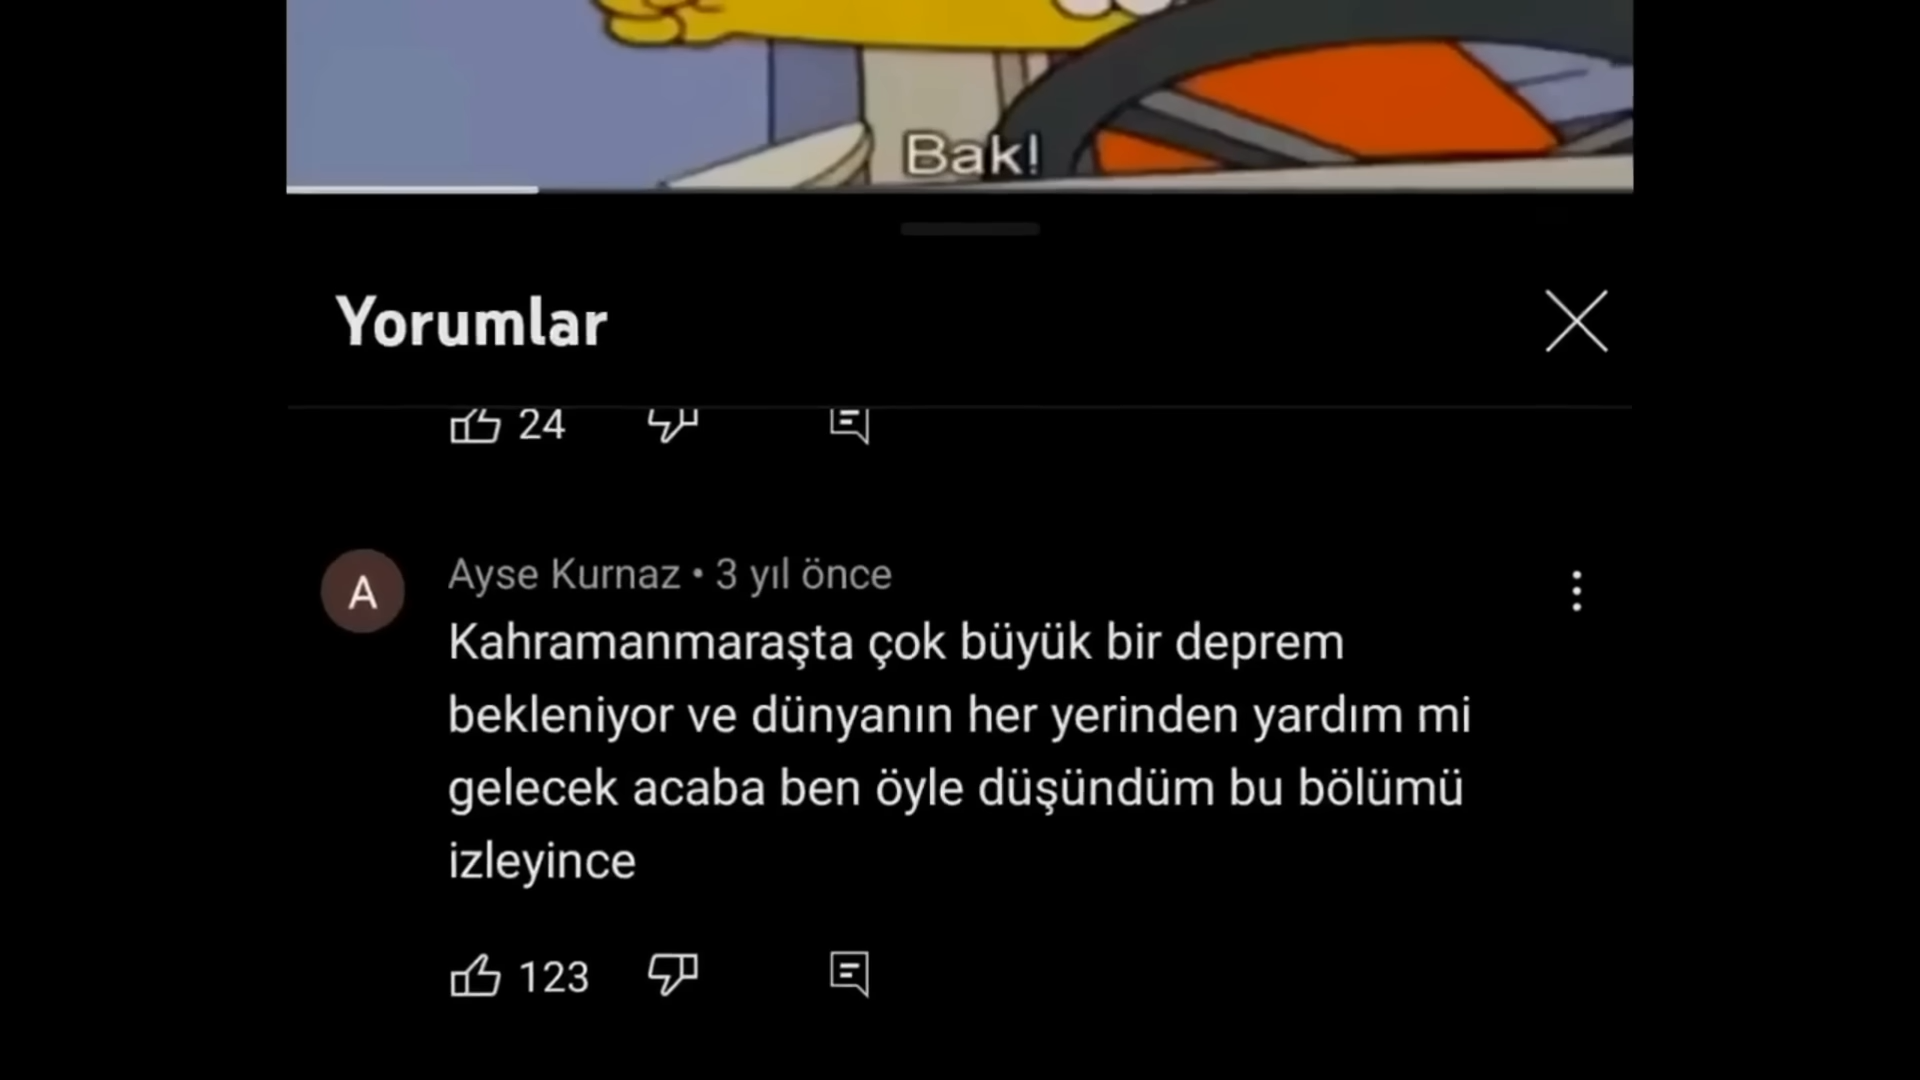 Bak!
Yorumlar
24
A
Ayse Kurnaz • 3 yıl önce
Kahramanmaraşta çok büyük bir deprem
bekleniyor ve dünyanın her yerinden yardım mi
gelecek acaba ben öyle düşündüm bu bölümü
izleyince
123